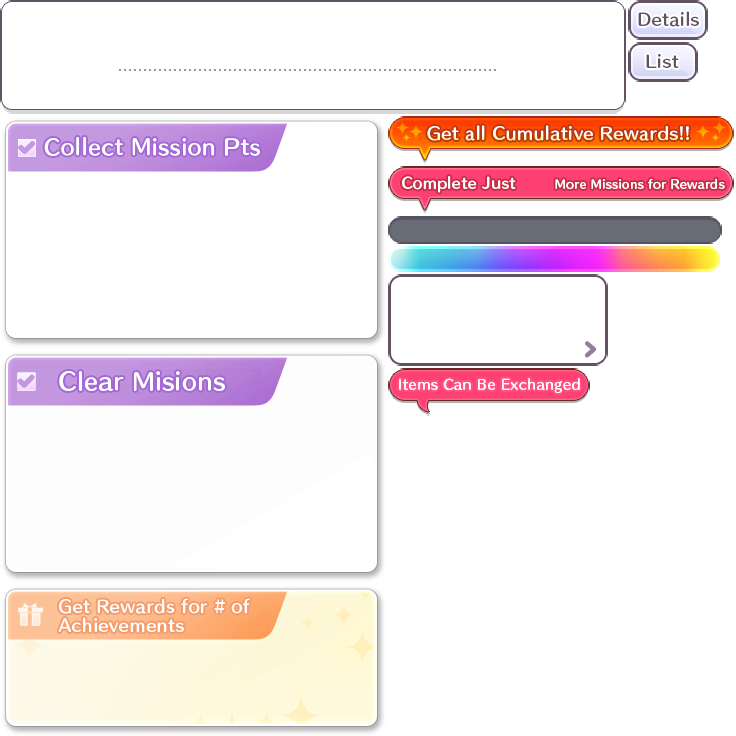 Details
List
Collect Mission Pts
Get all Cumulative Rewards!!
Complete Just More Missions for Rewards
Items Can Be Exchanged
Clear Misions
Get Rewards for # of
Achievements